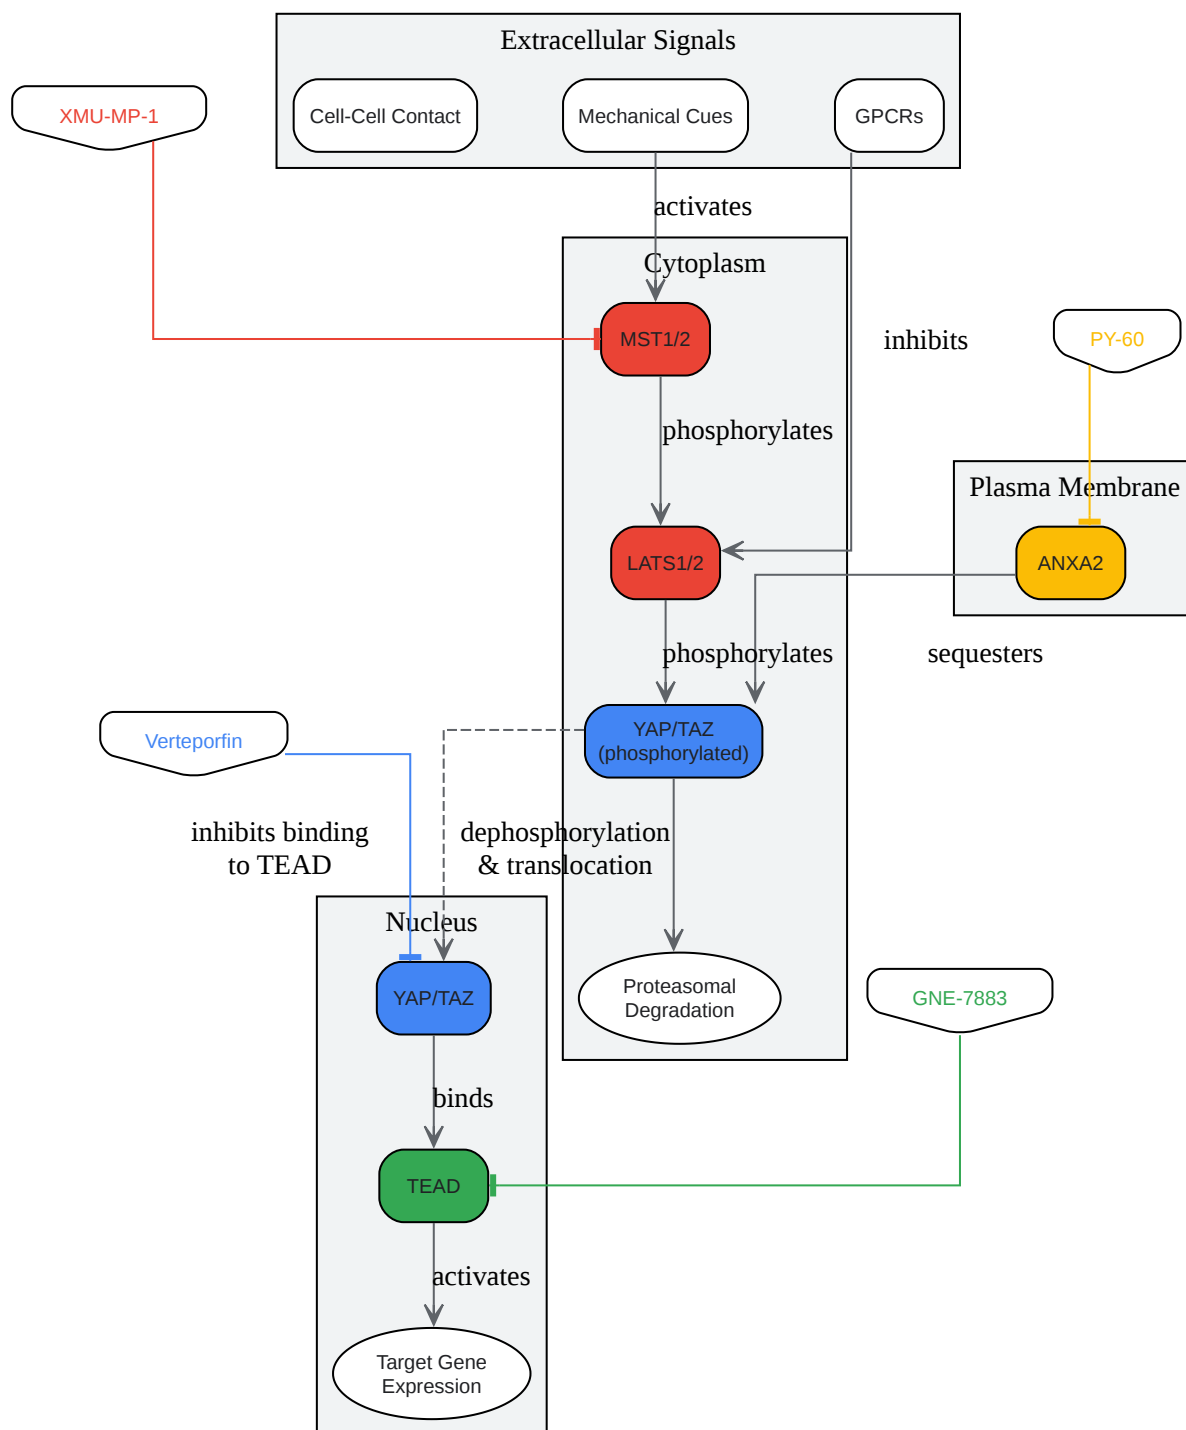 Extracellular Signals
XMU-MP-1
Cell-Cell Contact
Mechanical Cues
GPCRs
activates
Cytoplasm
MST1/2
inhibits
PY-60
phosphorylates
Plasma Membrane
LATS1/2
ANXA2
phosphorylates
sequesters
Verteporfin
YAP/TAZ
(phosphorylated)
inhibits binding
to TEAD
dephosphorylation
& translocation
Nucleus
YAP/TAZ
Proteasomal
Degradation
GNE-7883
binds
TEAD
activates
Target Gene
Expression